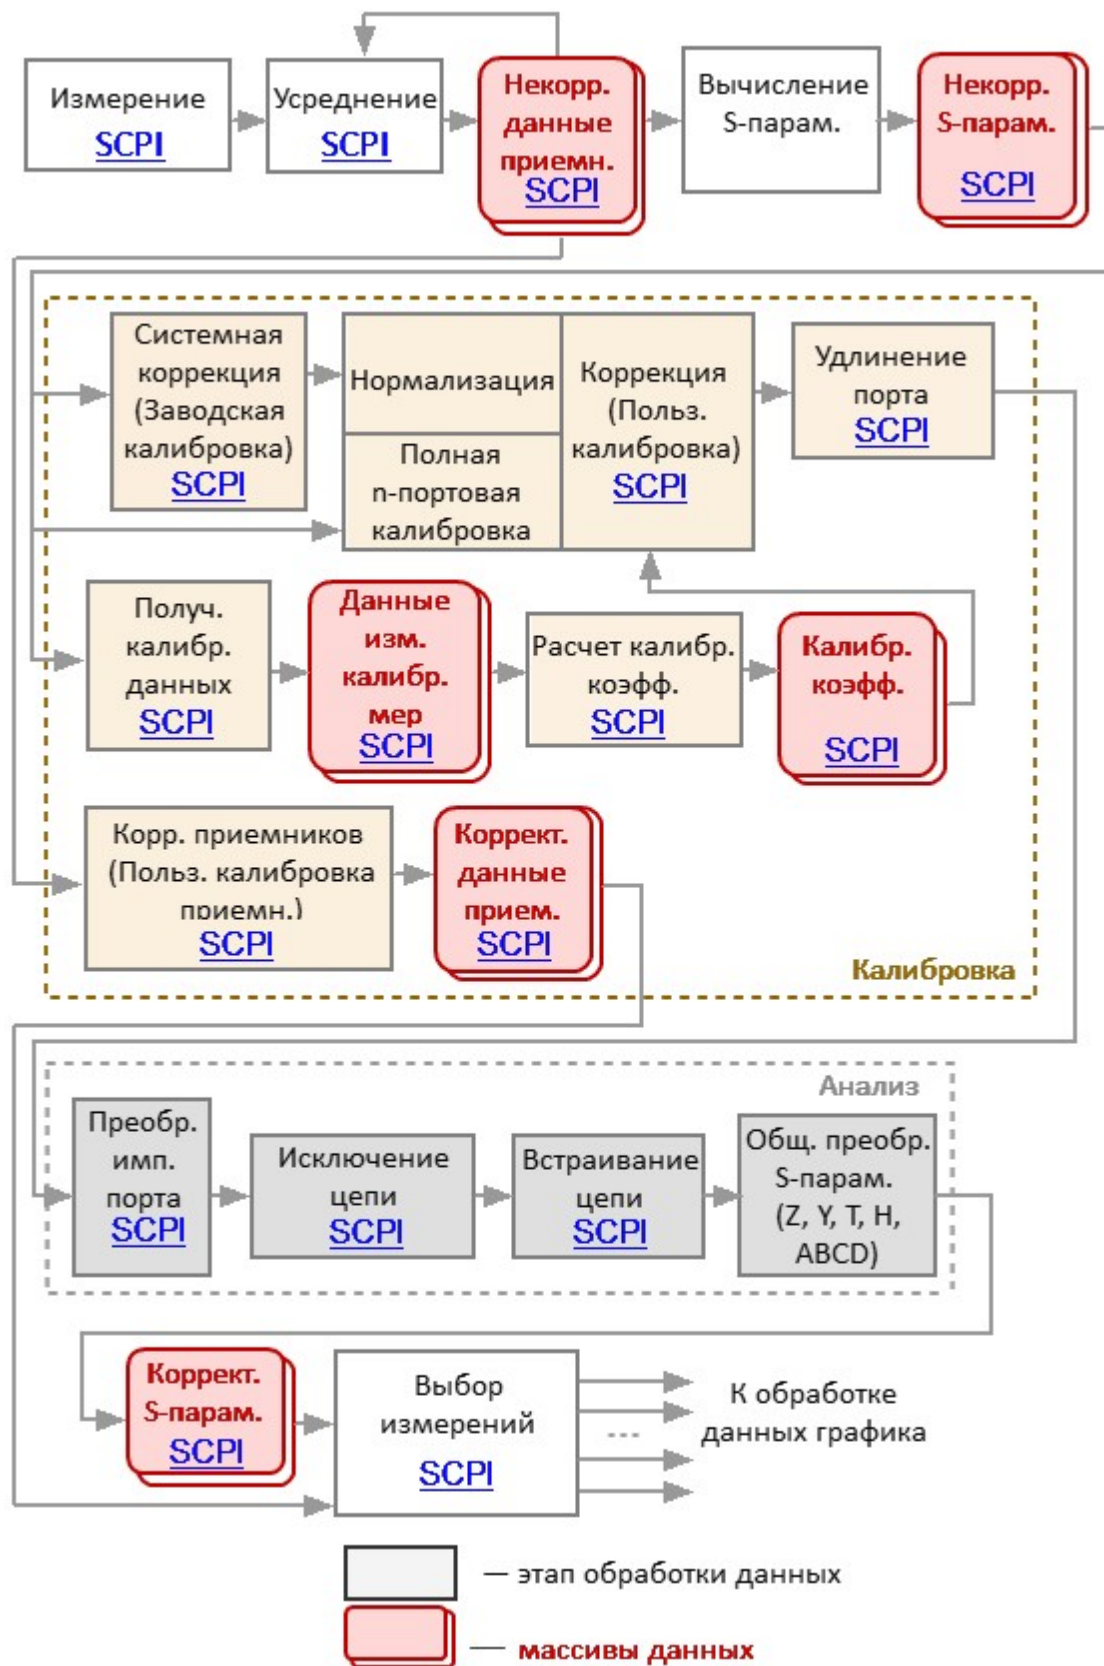 Измерение
SCPI
Усреднение
SCPI
Некорр.
данные
приемн.
SCPI
Вычисление
S-парам.
Некорр.
S-парам.
SCPI
Системная
коррекция
(Заводская
калибровка)
SCPI
Нормализация
Полная
n-портовая
калибровка
Коррекция
(Польз.
калибровка)
SCPI
Удлинение
порта
SCPI
Получ.
калибр.
данных
SCPI
Данные
изм.
калибр.
мер
SCPI
Расчет калибр.
коэфф.
SCPI
Калибр.
коэфф.
SCPI
Корр. приемников
(Польз. калибровка
приемн.)
SCPI
Коррект.
данные
прием.
SCPI
Калибровка
Анализ
Преобр.
имп.
порта
SCPI
Исключение
цепи
SCPI
Встраивание
цепи
SCPI
Общ. преобр.
S-парам.
(Z, Y, T, H,
ABCD)
Коррект.
S-парам.
SCPI
Выбор
измерений
SCPI
К обработке
данных графика
— этап обработки данных
— массивы данных